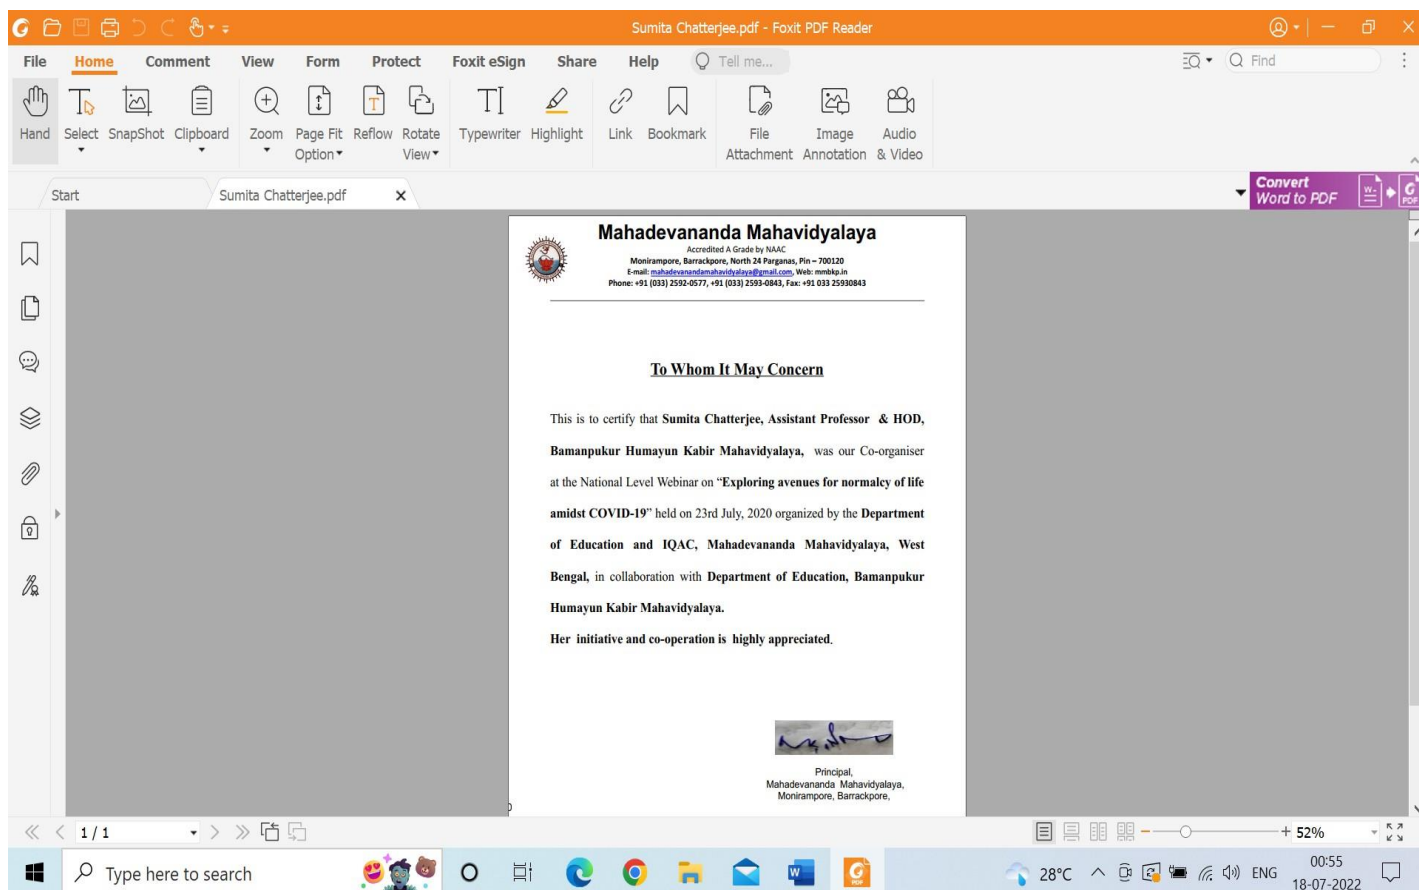 Sumita Chatterjee.pdf - Foxit PDF Reader
File Home Comment View Form Protect Foxit eSign Share Help Tell me... Find
Hand Select SnapShot Clipboard Zoom Page Fit Option Reflow Rotate View Typewriter Highlight Link Bookmark File Attachment Image Annotation Audio & Video
Start Sumita Chatterjee.pdf
Convert
Word to PDF
Mahadevananda Mahavidyalaya
Accredited A Grade by NAAC
Monirampore, Barrackpore, North 24 Parganas, Pin – 700120
E-mail: mahadevanandamahavidyalaya@gmail.com, Web: mmbkp.in
Phone: +91 (033) 2592-0577, +91 (033) 2593-0843, Fax: +91 033 25930843
To Whom It May Concern
This is to certify that Sumita Chatterjee, Assistant Professor & HOD,
Bamanpukur Humayun Kabir Mahavidyalaya, was our Co-organiser
at the National Level Webinar on “Exploring avenues for normalcy of life
amidst COVID-19” held on 23rd July, 2020 organized by the Department
of Education and IQAC, Mahadevananda Mahavidyalaya, West
Bengal, in collaboration with Department of Education, Bamanpukur
Humayun Kabir Mahavidyalaya.
Her initiative and co-operation is highly appreciated.
Principal,
Mahadevananda Mahavidyalaya,
Monirampore, Barrackpore,
1 / 1
52%
Type here to search
28°C ENG
00:55
18-07-2022